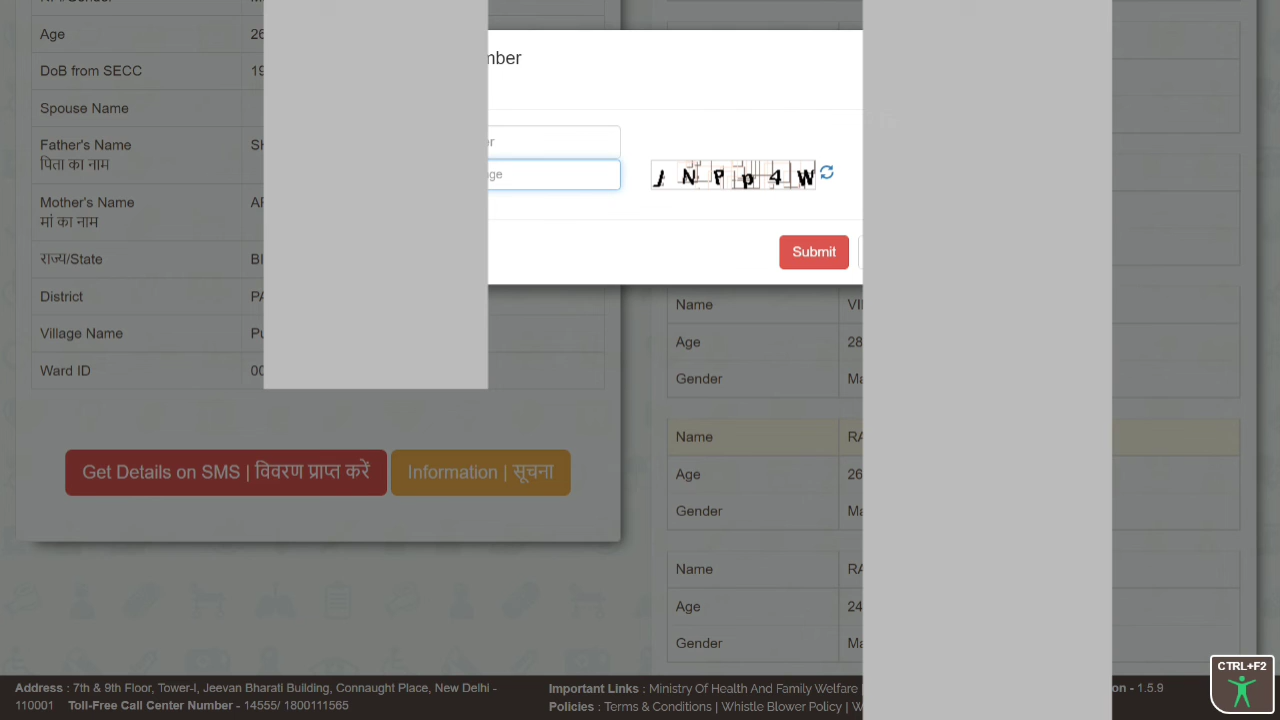 Age 26
DoB from SECC 19
Spouse Name
Father's Name
पिता का नाम
Mother's Name
मां का नाम
राज्य/State
District
Village Name
Ward ID 00
Get Details on SMS | विवरण प्राप्त करें
Information | सूचना
Submit
Name
Age 28
Gender
Name
Age 26
Gender
Name
Age 24
Gender
CTRL+F2
Address : 7th & 9th Floor, Tower-l, Jeevan Bharati Building, Connaught Place, New Delhi -
110001 Toll-Free Call Center Number - 14555/ 1800111565
Important Links : Ministry Of Health And Family Welfare |
Policies : Terms & Conditions | Whistle Blower Policy |
- 1.5.9